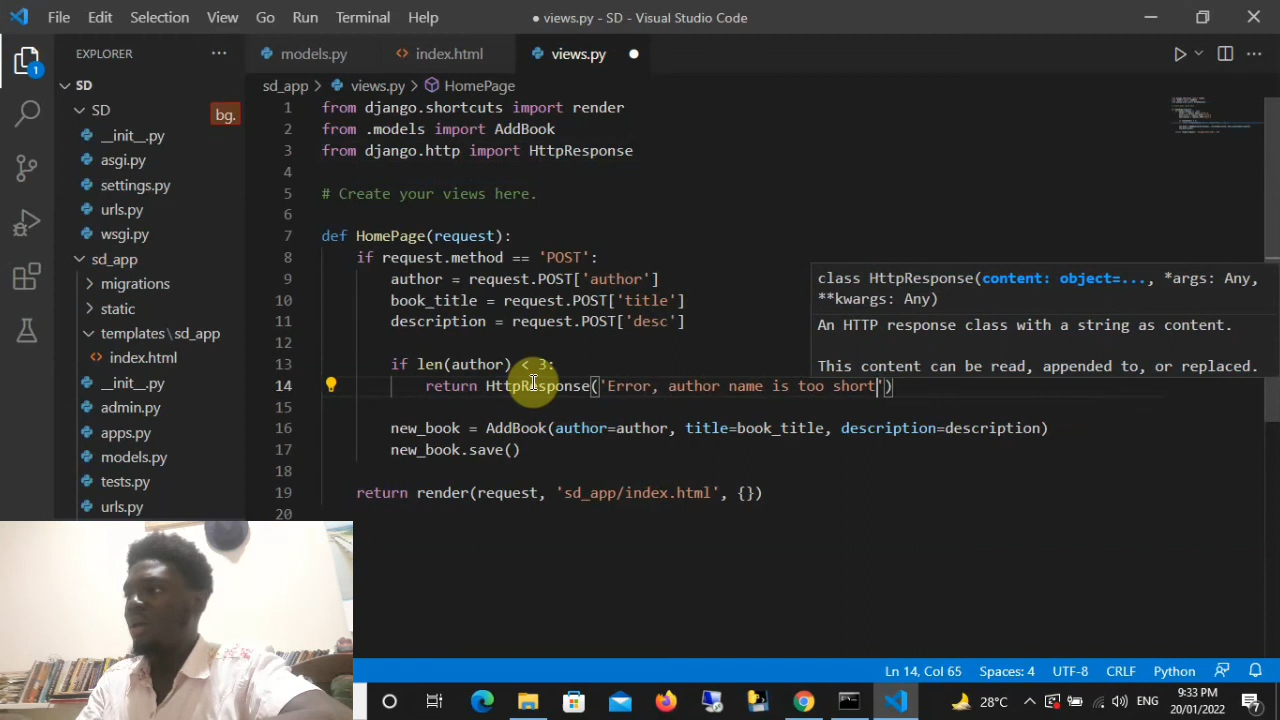 File Edit Selection View Go Run Terminal Help
● views.py - SD - Visual Studio Code
EXPLORER
models.py
index.html
views.py
1
SD
SD
bg.
__init__.py
asgi.py
settings.py
urls.py
wsgi.py
sd_app
migrations
static
templates\sd_app
index.html
__init__.py
admin.py
apps.py
models.py
tests.py
urls.py
sd_app > views.py > HomePage
1 from django.shortcuts import render
2 from .models import AddBook
3 from django.http import HttpResponse
4
5 # Create your views here.
6
7 def HomePage(request):
8 if request.method == 'POST':
9 author = request.POST['author']
10 book_title = request.POST['title']
11 description = request.POST['desc']
12
13 if len(author) < 3:
14 return HttpResponse('Error, author name is too short')
15
16 new_book = AddBook(author=author, title=book_title, description=description)
17 new_book.save()
18
19 return render(request, 'sd_app/index.html', {})
20
class HttpResponse(content: object=..., *args: Any,
**kwargs: Any)
An HTTP response class with a string as content.
This content can be read, appended to, or replaced.
Ln 14, Col 65 Spaces: 4 UTF-8 CRLF Python
28°C ENG
9:33 PM
20/01/2022
7